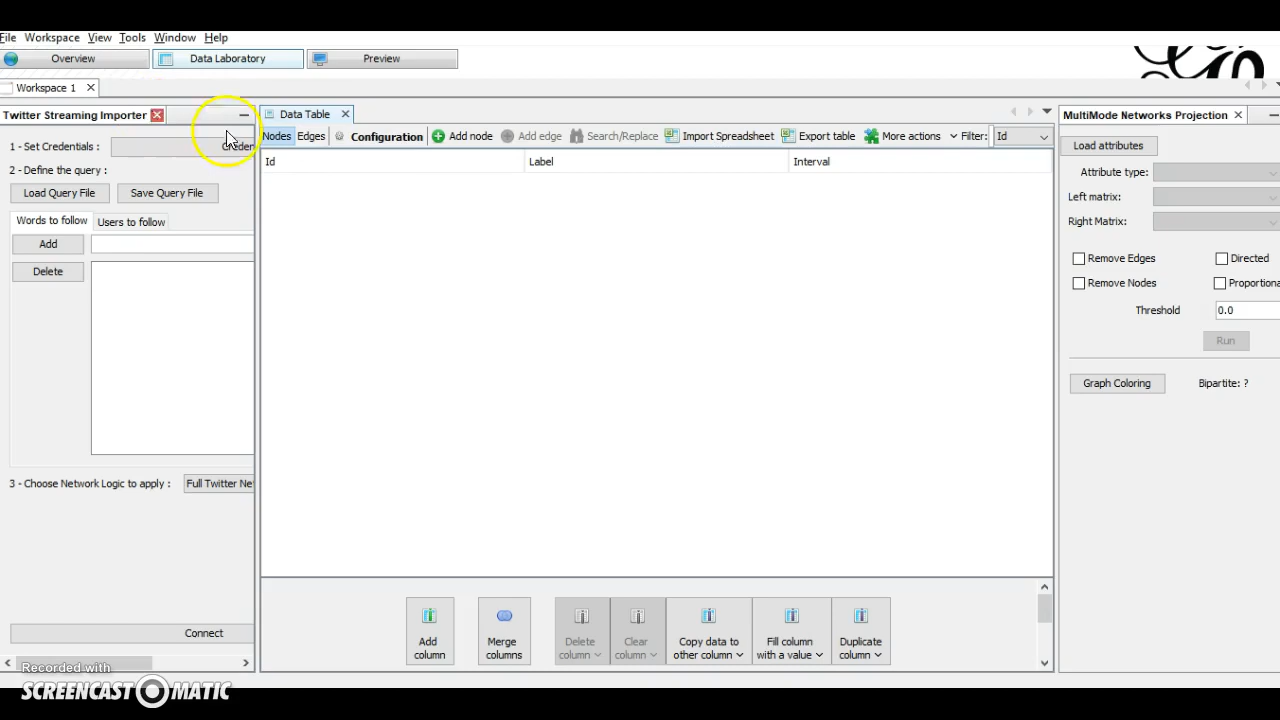 File Workspace View Tools Window Help
Overview Data Laboratory Preview
Workspace 1
Twitter Streaming Importer
1 - Set Credentials : Creden
2 - Define the query :
Load Query File Save Query File
Words to follow Users to follow
Add
Delete
3 - Choose Network Logic to apply : Full Twitter Ne
Connect
Data Table
Nodes Edges Configuration Add node Add edge Search/Replace Import Spreadsheet Export table More actions Filter: Id
Id Label Interval
Add column
Merge columns
Delete column
Clear column
Copy data to other column
Fill column with a value
Duplicate column
MultiMode Networks Projection
Load attributes
Attribute type:
Left matrix:
Right Matrix:
Remove Edges Directed
Remove Nodes Proportiona
Threshold 0.0
Run
Graph Coloring Bipartite: ?
Recorded with
SCREENCAST MATIC